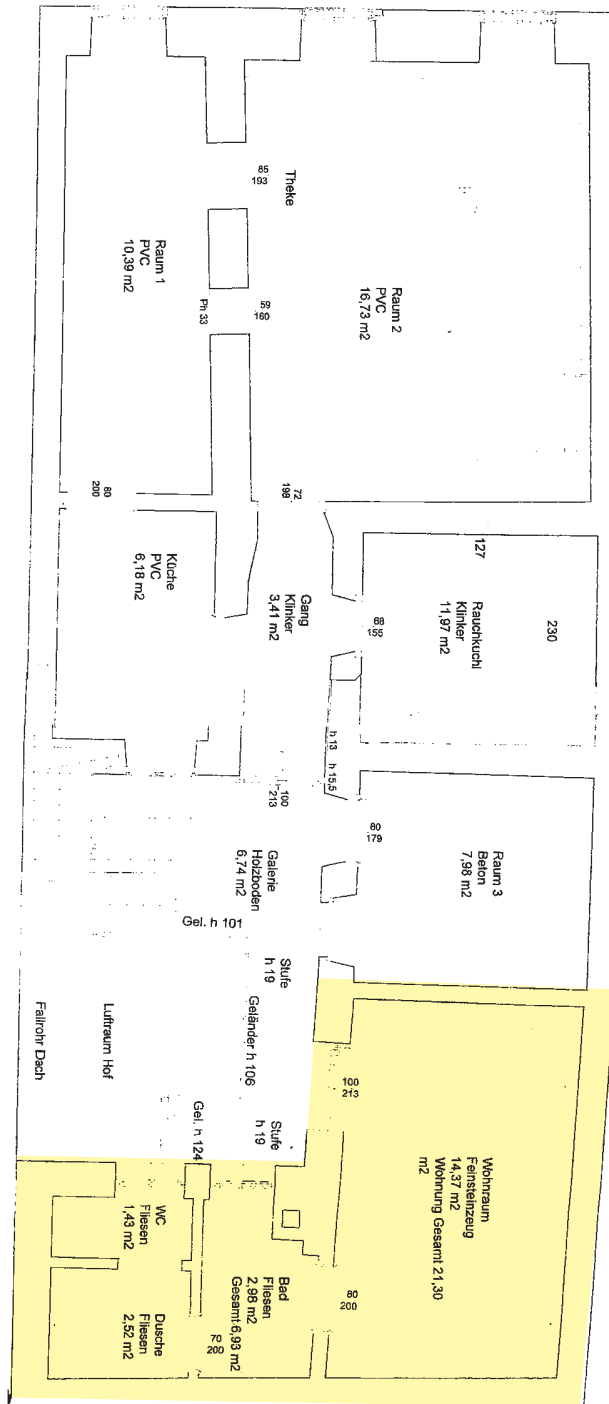 85
193
Theke
Raum 1
PVC
10,39 m2
59
160
Ph 33
Raum 2
PVC
16,73 m2
80
200
72
198
127
Küche
PVC
6,18 m2
Gang
Klinker
3,41 m2
68
155
Rauchkuchl
Klinker
11,97 m2
230
h 13
h 15,5
100
213
80
179
Galerie
Holzboden
6,74 m2
Raum 3
Beton
7,98 m2
Gel. h 101
Stufe
h 19
Geländer h 106
Luftraum Hof
Fallrohr Dach
100
213
Stufe
h 19
Gel. h 124
Wohnraum
Feinsteinzeug
14,37 m2
Wohnung Gesamt 21,30
m2
WC
Fliesen
1,43 m2
Bad
Fliesen
2,98 m2
Gesamt:6,93 m2
80
200
Dusche
Fliesen
2,52 m2
70
200